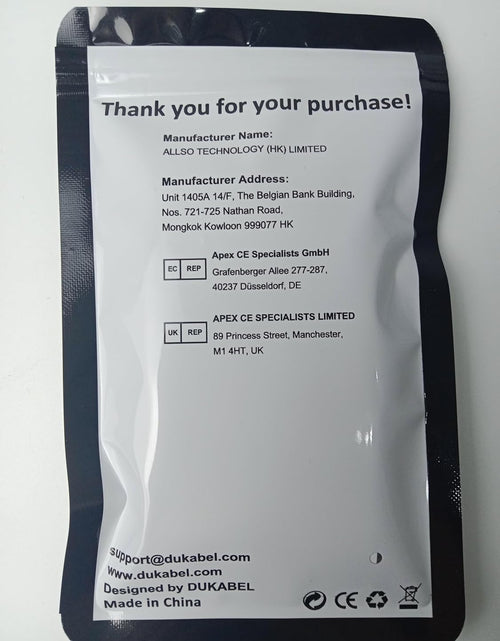 Thank you for your purchase!
Manufacturer Name:
ALLSO TECHNOLOGY (HK) LIMITED
Manufacturer Address:
Unit 1405A 14/F, The Belgian Bank Building,
Nos. 721-725 Nathan Road,
Mongkok Kowloon 999077 HK
Apex CE Specialists GmbH
EC REP
Grafenberger Allee 277-287,
40237 Düsseldorf, DE
APEX CE SPECIALISTS LIMITED
UK REP
89 Princess Street, Manchester,
M1 4HT, UK
support@dukabel.com
www.dukabel.com
Designed by DUKABEL
Made in China
CE